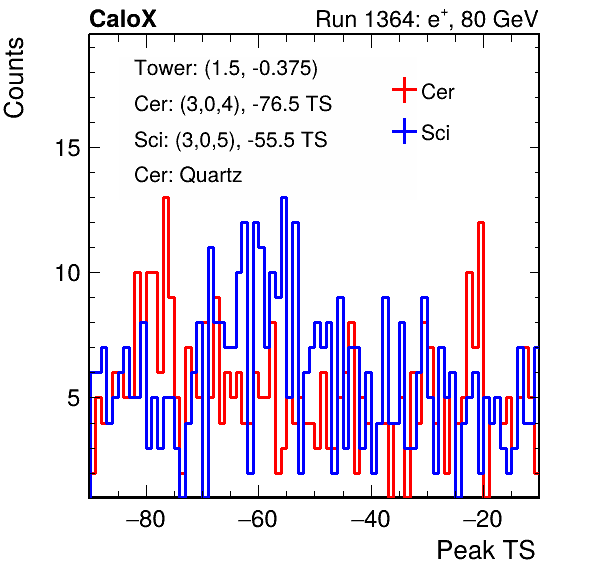 CaloX
Run 1364: e+, 80 GeV
Counts
Tower: (1.5, -0.375)
Cer: (3,0,4), -76.5 TS
Sci: (3,0,5), -55.5 TS
Cer: Quartz
Cer
Sci
15
10
5
−80 −60 −40 −20
Peak TS